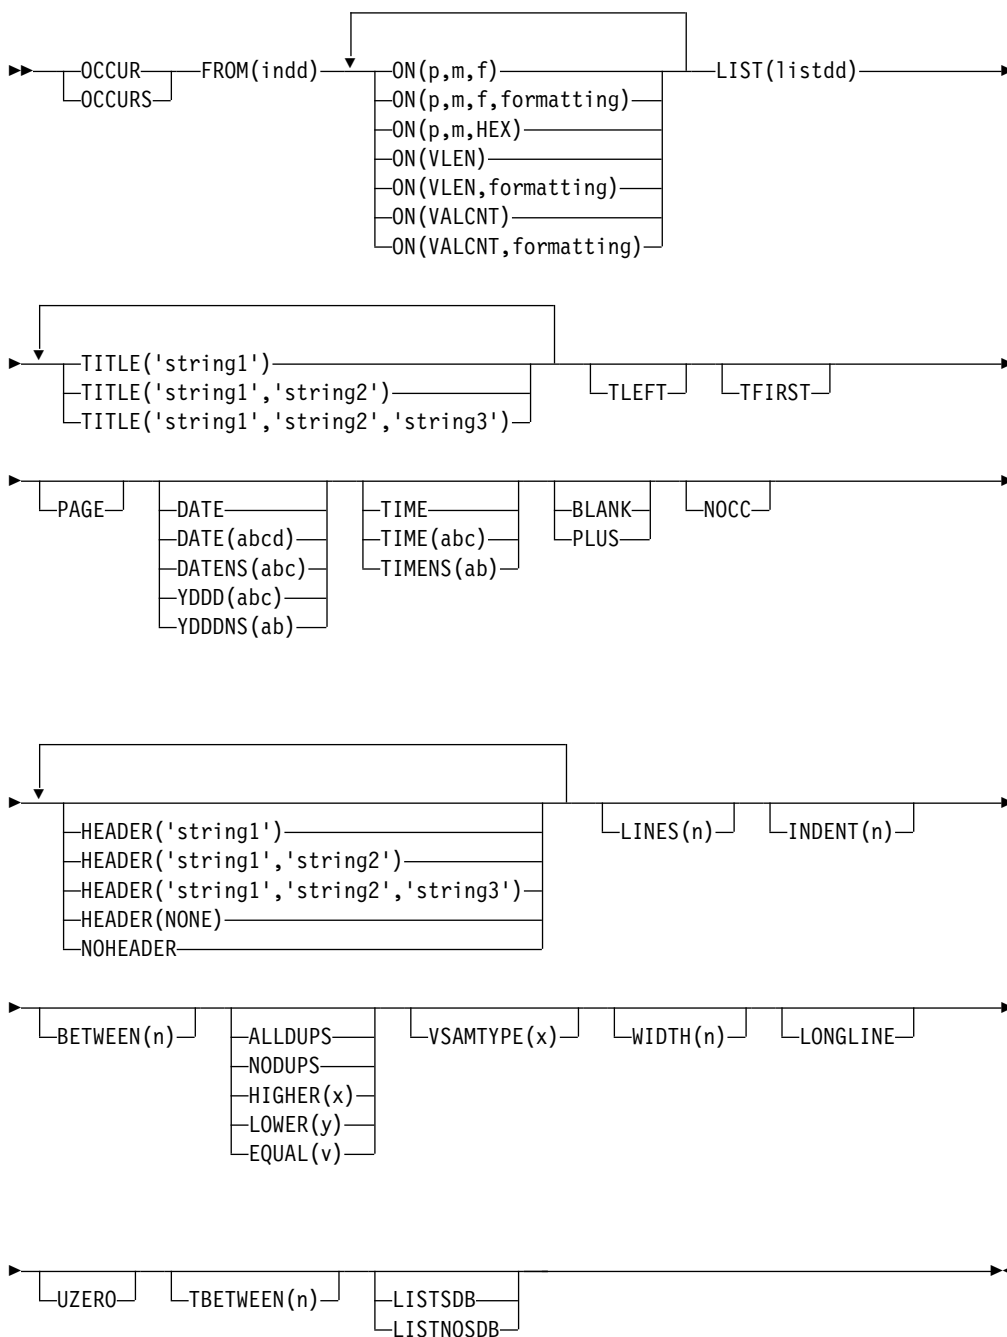 OCCUR FROM(indd) ON(p,m,f) LIST(listdd)
OCCURS ON(p,m,f,formatting)
ON(p,m,HEX)
ON(VLEN)
ON(VLEN,formatting)
ON(VALCNT)
ON(VALCNT,formatting)
TITLE('string1')
TITLE('string1','string2') TLEFT TFIRST
TITLE('string1','string2','string3')
PAGE DATE TIME BLANK NOCC
DATE(abcd) TIME(abc) PLUS
DATENS(abc) TIMENS(ab)
YDDD(abc)
YDDDNS(ab)
HEADER('string1') LINES(n) INDENT(n)
HEADER('string1','string2')
HEADER('string1','string2','string3')
HEADER(NONE)
NOHEADER
BETWEEN(n) ALLDUPS VSAMTYPE(x) WIDTH(n) LONGLINE
NODUPS
HIGHER(x)
LOWER(y)
EQUAL(v)
UZERO TBETWEEN(n) LISTSDB
LISTNOSDB